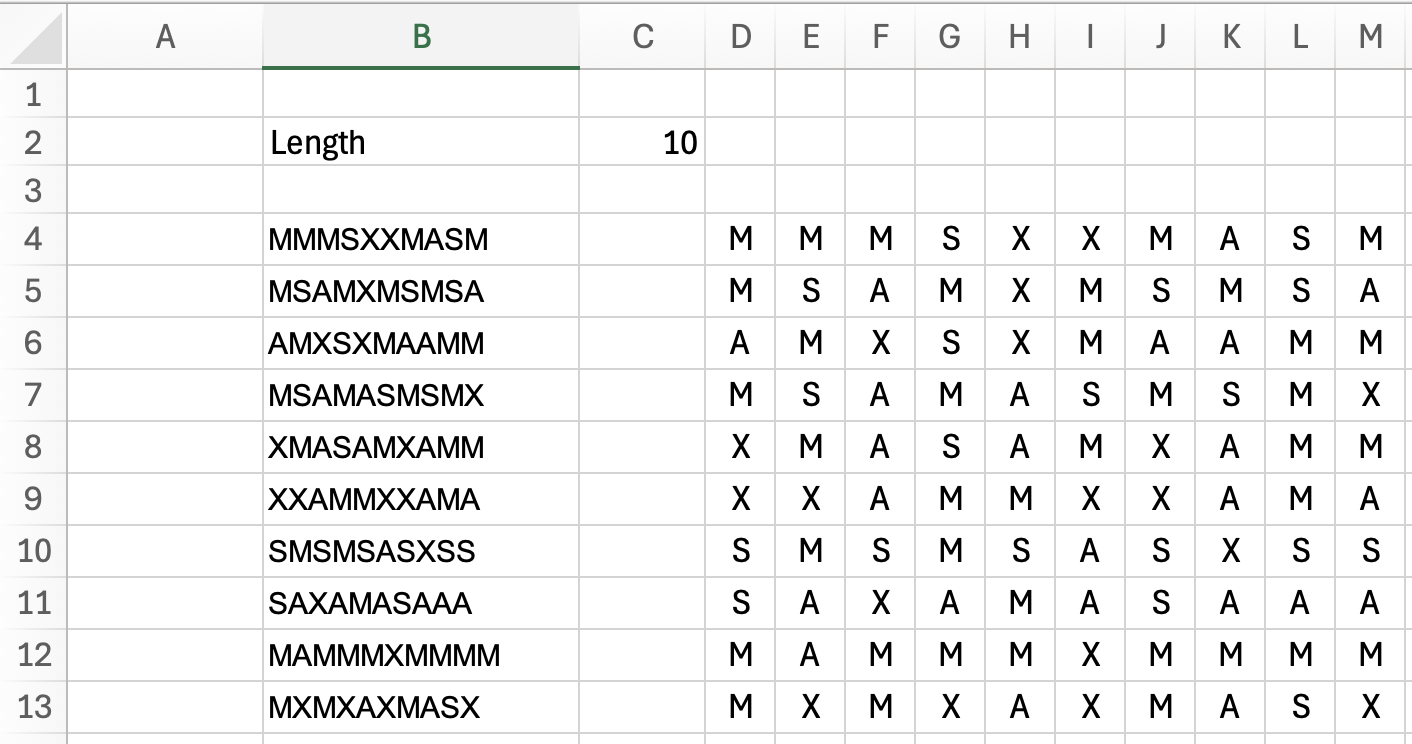 A B C D E F G H I J K L M
1
2 Length 10
3
4 MMMSXXMASM M M M S X X M A S M
5 MSAMXMSMSA M S A M X M S M S A
6 AMXSXMAAMM A M X S X M A A M M
7 MSAMASMSMX M S A M A S M S M X
8 XMASAMXAMM X M A S A M X A M M
9 XXAMMXXAMA X X A M M X X A M A
10 SMSMSASXSS S M S M S A S X S S
11 SAXAMASAAA S A X A M A S A A A
12 MAMMMXMMMM M A M M M X M M M M
13 MXMXAXMASX M X M X A X M A S X